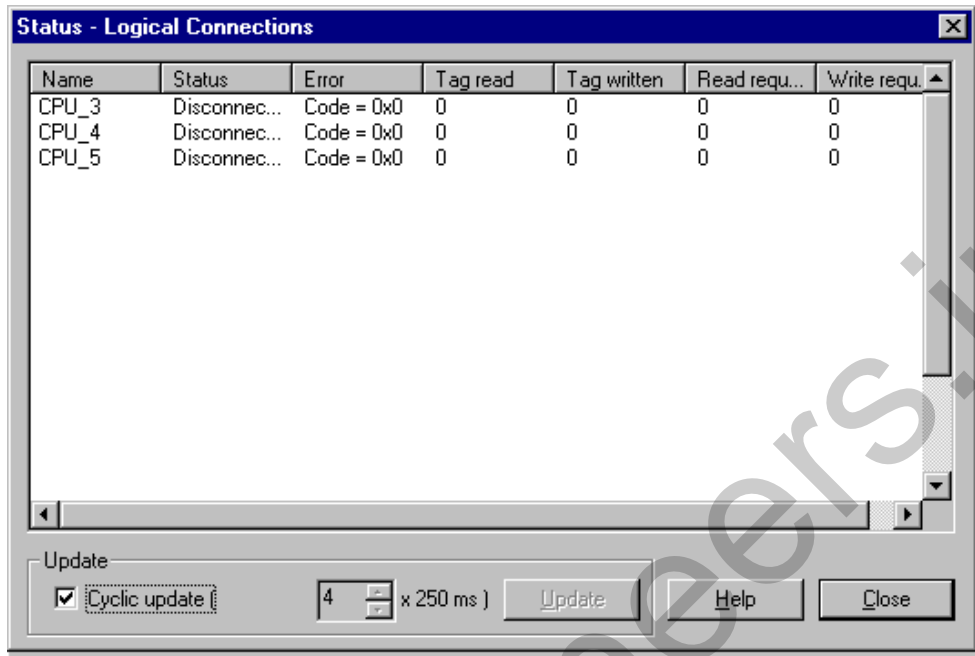 Status - Logical Connections
Name Status Error Tag read Tag written Read requ... Write requ.
CPU_3 Disconnec... Code = 0x0 0 0 0 0
CPU_4 Disconnec... Code = 0x0 0 0 0 0
CPU_5 Disconnec... Code = 0x0 0 0 0 0
Update
Cyclic update ( 4 x 250 ms ) Update Help Close